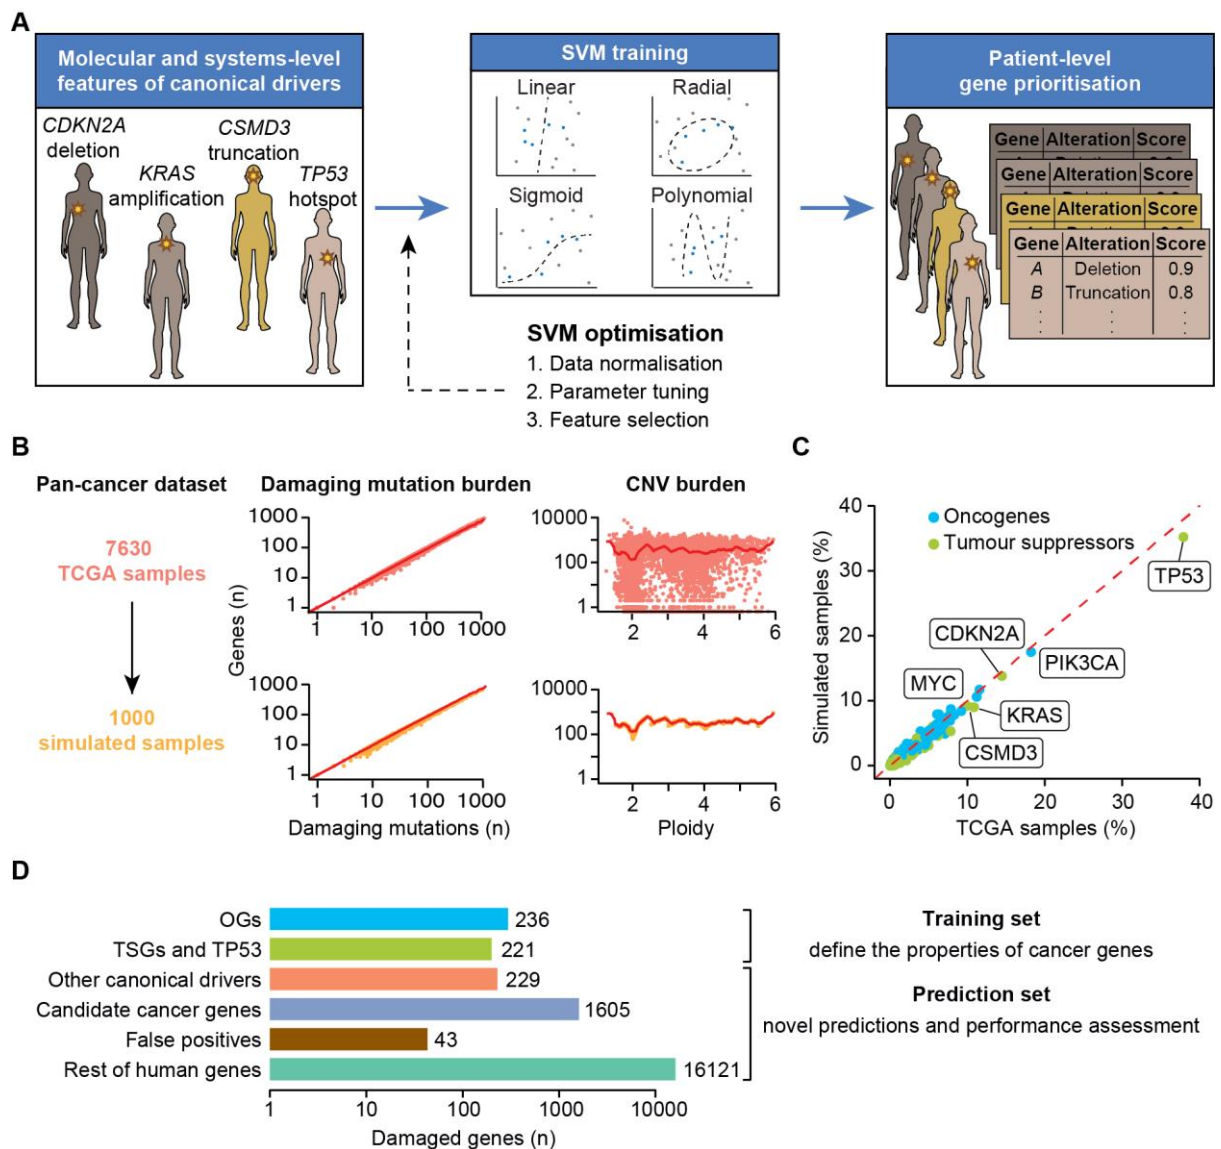 A
Molecular and systems-level
features of canonical drivers
CDKN2A
deletion
CSMD3
truncation
KRAS
amplification
TP53
hotspot
SVM training
Linear
Radial
Sigmoid
Polynomial
SVM optimisation
1. Data normalisation
2. Parameter tuning
3. Feature selection
Patient-level
gene prioritisation
Gene Alteration Score
Gene Alteration Score
Gene Alteration Score
Gene Alteration Score
A Deletion 0.9
B Truncation 0.8
B
Pan-cancer dataset
7630
TCGA samples
1000
simulated samples
Damaging mutation burden
Genes (n)
1000
100
10
1
1 10 100 1000
1000
100
10
1
1 10 100 1000
Damaging mutations (n)
CNV burden
10000
100
1
2 4 6
10000
100
1
2 4 6
Ploidy
C
Simulated samples (%)
40
30
20
10
0
Oncogenes
Tumour suppressors
TP53
CDKN2A
PIK3CA
MYC
KRAS
CSMD3
0 10 20 30 40
TCGA samples (%)
D
OGs 236
TSGs and TP53 221
Other canonical drivers 229
Candidate cancer genes 1605
False positives 43
Rest of human genes 16121
1 10 100 1000 10000
Damaged genes (n)
Training set
define the properties of cancer genes
Prediction set
novel predictions and performance assessment